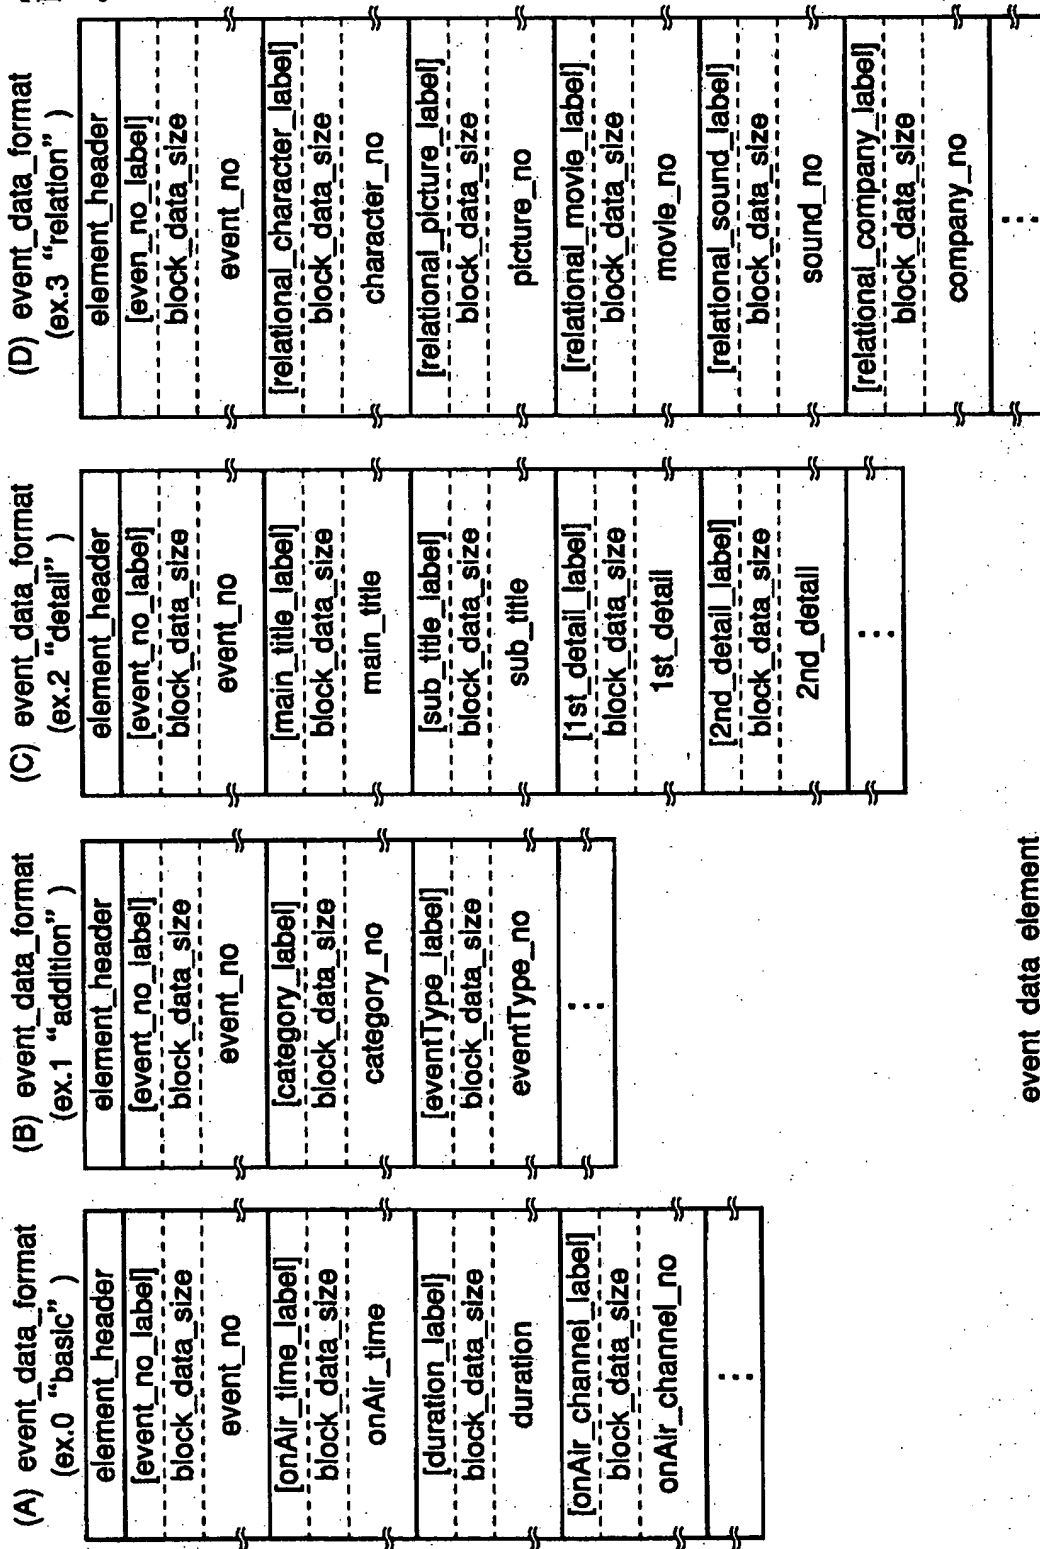 (A) event_data_format
(ex.0 “basic” )
element_header
[event_no_label]
block_data_size
event_no
[onAir_time_label]
block_data_size
onAir_time
[duration_label]
block_data_size
duration
[onAir_channel_label]
block_data_size
onAir_channel_no
...
(B) event_data_format
(ex.1 “addition” )
element_header
[event_no_label]
block_data_size
event_no
[category_label]
block_data_size
category_no
[eventType_label]
block_data_size
eventType_no
...
(C) event_data_format
(ex.2 “detail” )
element_header
[event_no_label]
block_data_size
event_no
[main_title_label]
block_data_size
main_title
[sub_title_label]
block_data_size
sub_title
[1st_detail_label]
block_data_size
1st_detail
[2nd_detail_label]
block_data_size
2nd_detail
...
(D) event_data_format
(ex.3 “relation” )
element_header
[even_no_label]
block_data_size
event_no
[relational_character_label]
block_data_size
character_no
[relational_picture_label]
block_data_size
picture_no
[relational_movie_label]
block_data_size
movie_no
[relational_sound_label]
block_data_size
sound_no
[relational_company_label]
block_data_size
company_no
...
event data element